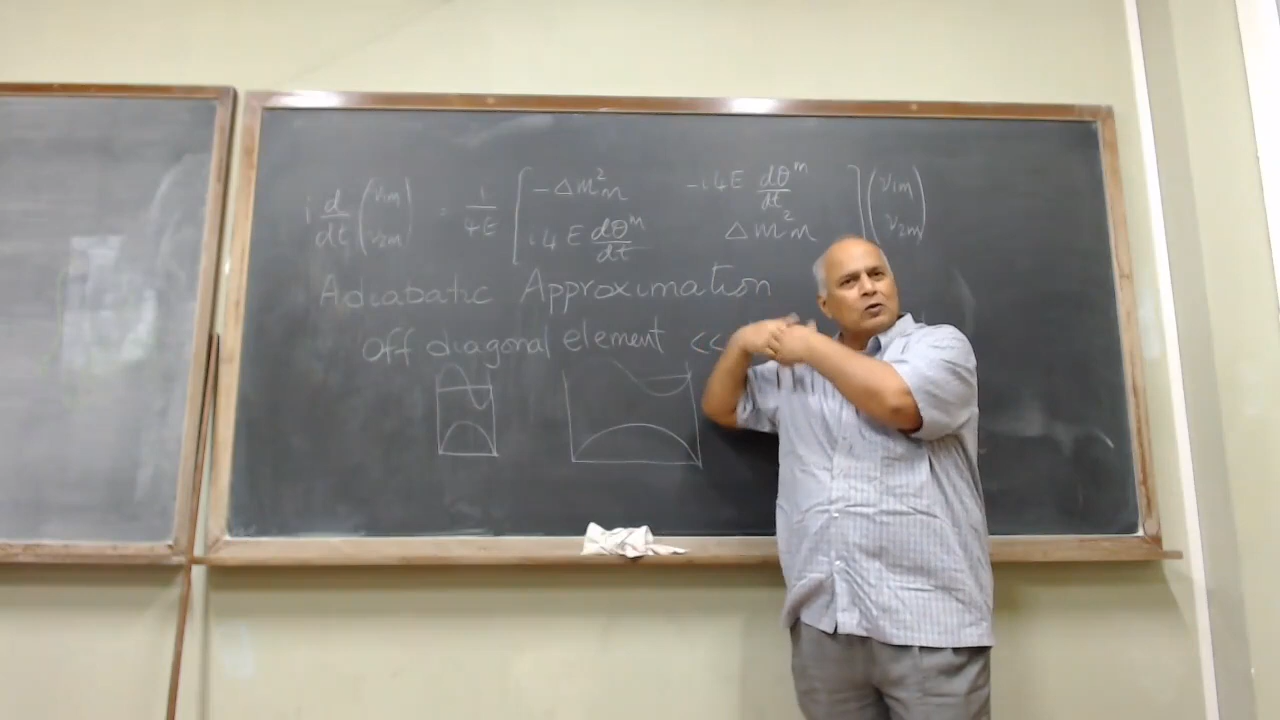 i d/dt (ν1m ν2m) = 1/4E [ -Δm²m   -i4E dθᵐ/dt ] (ν1m ν2m)
[ i4E dθᵐ/dt   Δm²m ]
Adiabatic Approximation
Off diagonal element <<